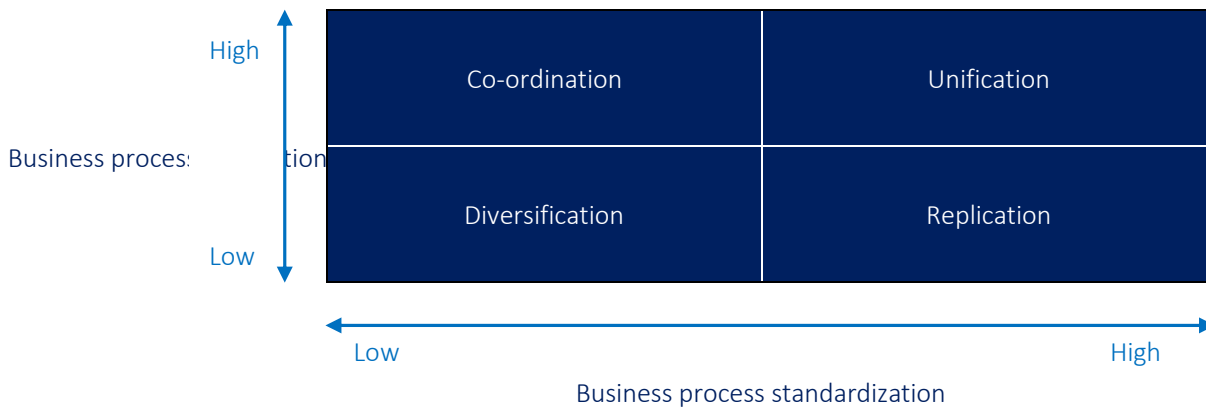 High
Co-ordination
Unification
Business process
Diversification
Replication
Low
Low
High
Business process standardization